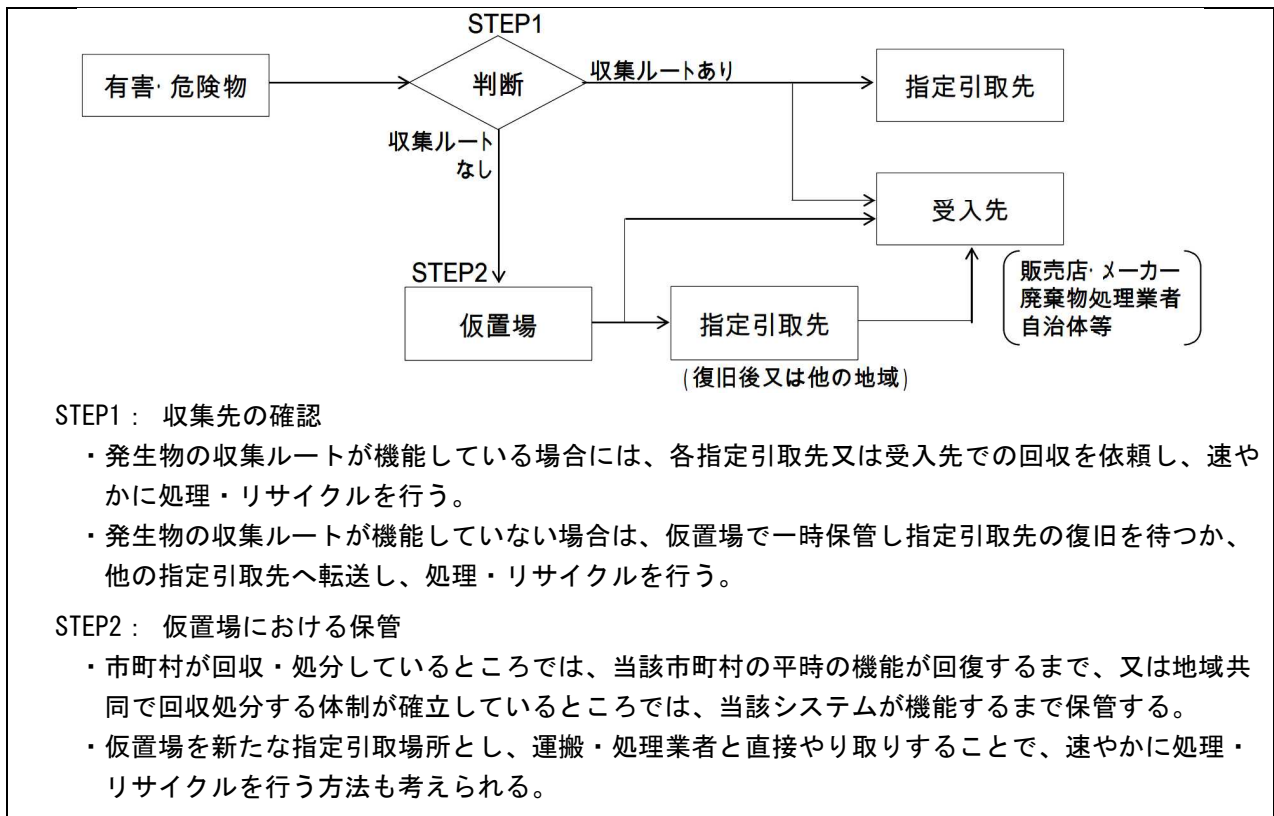 STEP1
有害・危険物
判断
収集ルートあり
指定引取先
収集ルート
なし
受入先
STEP2
仮置場
指定引取先
(復旧後又は他の地域)
販売店・メーカー
廃棄物処理業者
自治体等
STEP1： 収集先の確認
・発生物の収集ルートが機能している場合には、各指定引取先又は受入先での回収を依頼し、速や
かに処理・リサイクルを行う。
・発生物の収集ルートが機能していない場合は、仮置場で一時保管し指定引取先の復旧を待つか、
他の指定引取先へ転送し、処理・リサイクルを行う。
STEP2： 仮置場における保管
・市町村が回収・処分しているところでは、当該市町村の平時の機能が回復するまで、又は地域共
同で回収処分する体制が確立しているところでは、当該システムが機能するまで保管する。
・仮置場を新たな指定引取場所とし、運搬・処理業者と直接やり取りすることで、速やかに処理・
リサイクルを行う方法も考えられる。